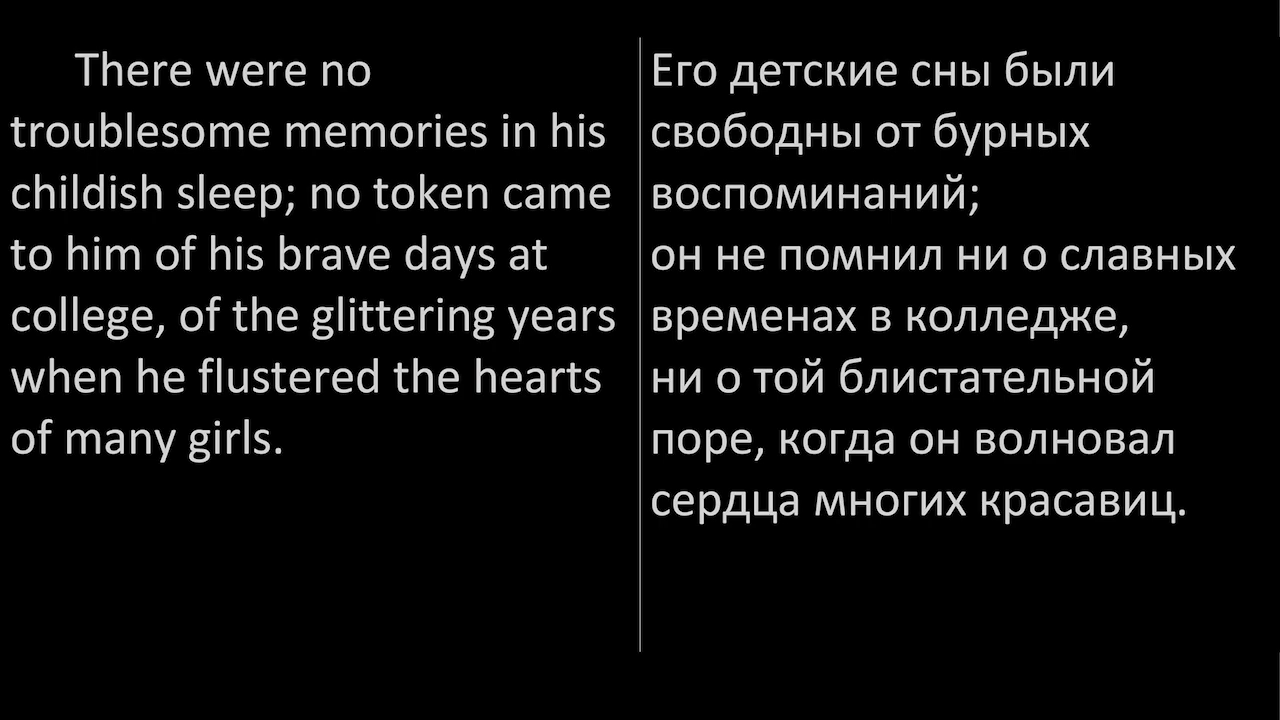 There were no
troublesome memories in his
childish sleep; no token came
to him of his brave days at
college, of the glittering years
when he flustered the hearts
of many girls.
Его детские сны были
свободны от бурных
воспоминаний;
он не помнил ни о славных
временах в колледже,
ни о той блистательной
поре, когда он волновал
сердца многих красавиц.